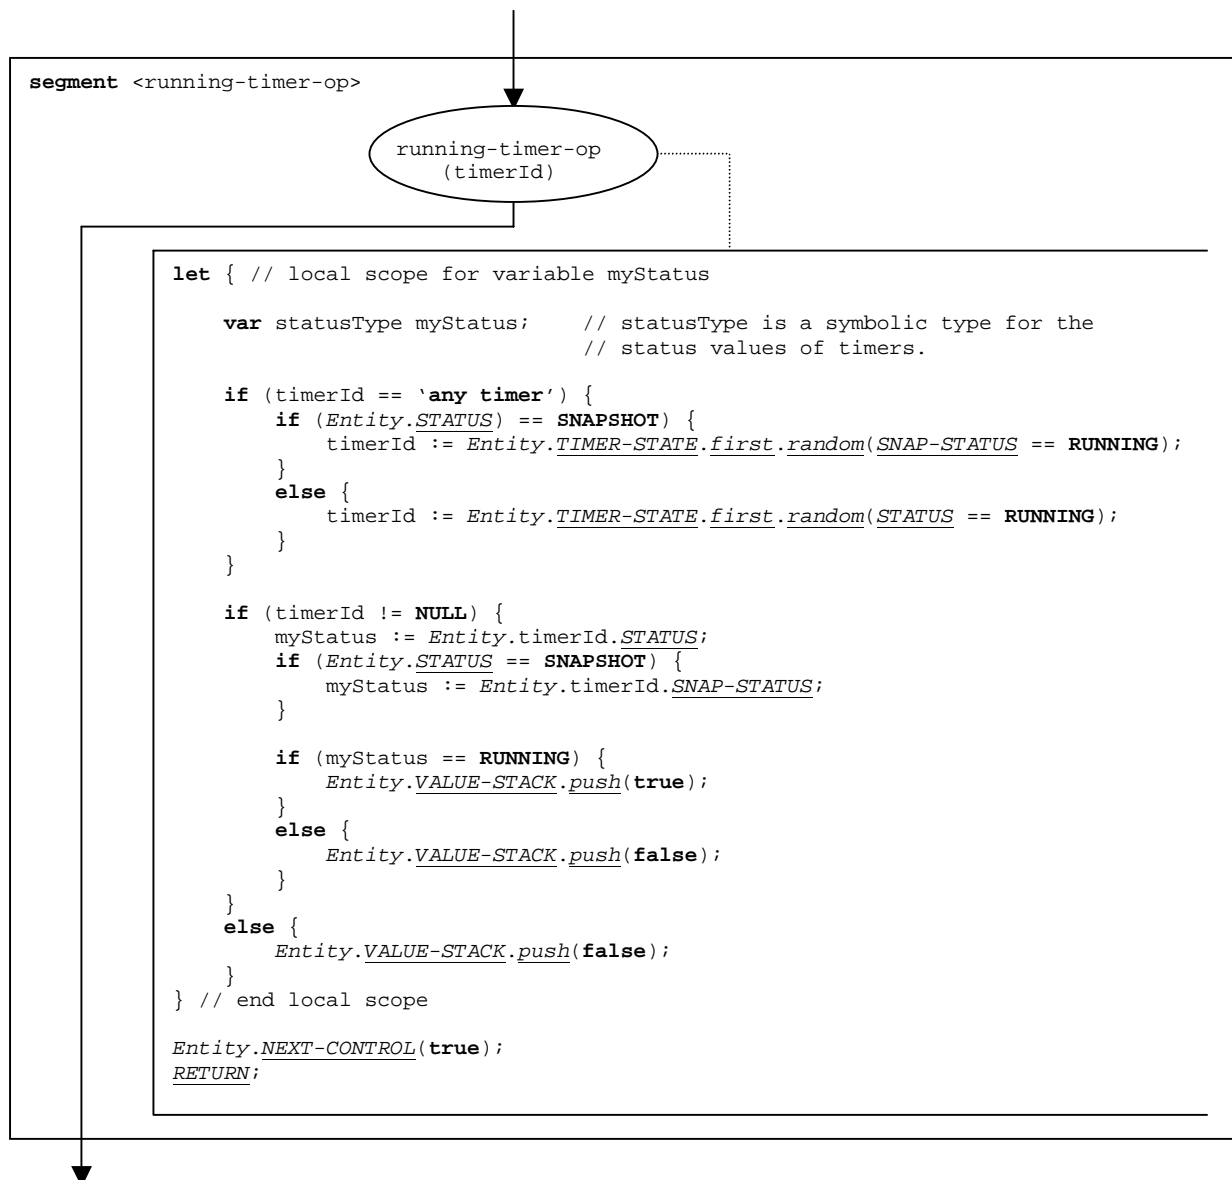 segment <running-timer-op>
running-timer-op
(timerId)
let { // local scope for variable myStatus
var statusType myStatus; // statusType is a symbolic type for the
// status values of timers.
if (timerId == ‘any timer’) {
if (Entity.STATUS) == SNAPSHOT) {
timerId := Entity.TIMER-STATE.first.random(SNAP-STATUS == RUNNING);
}
else {
timerId := Entity.TIMER-STATE.first.random(STATUS == RUNNING);
}
}
if (timerId != NULL) {
myStatus := Entity.timerId.STATUS;
if (Entity.STATUS == SNAPSHOT) {
myStatus := Entity.timerId.SNAP-STATUS;
}
if (myStatus == RUNNING) {
Entity.VALUE-STACK.push(true);
}
else {
Entity.VALUE-STACK.push(false);
}
}
else {
Entity.VALUE-STACK.push(false);
}
} // end local scope
Entity.NEXT-CONTROL(true);
RETURN;